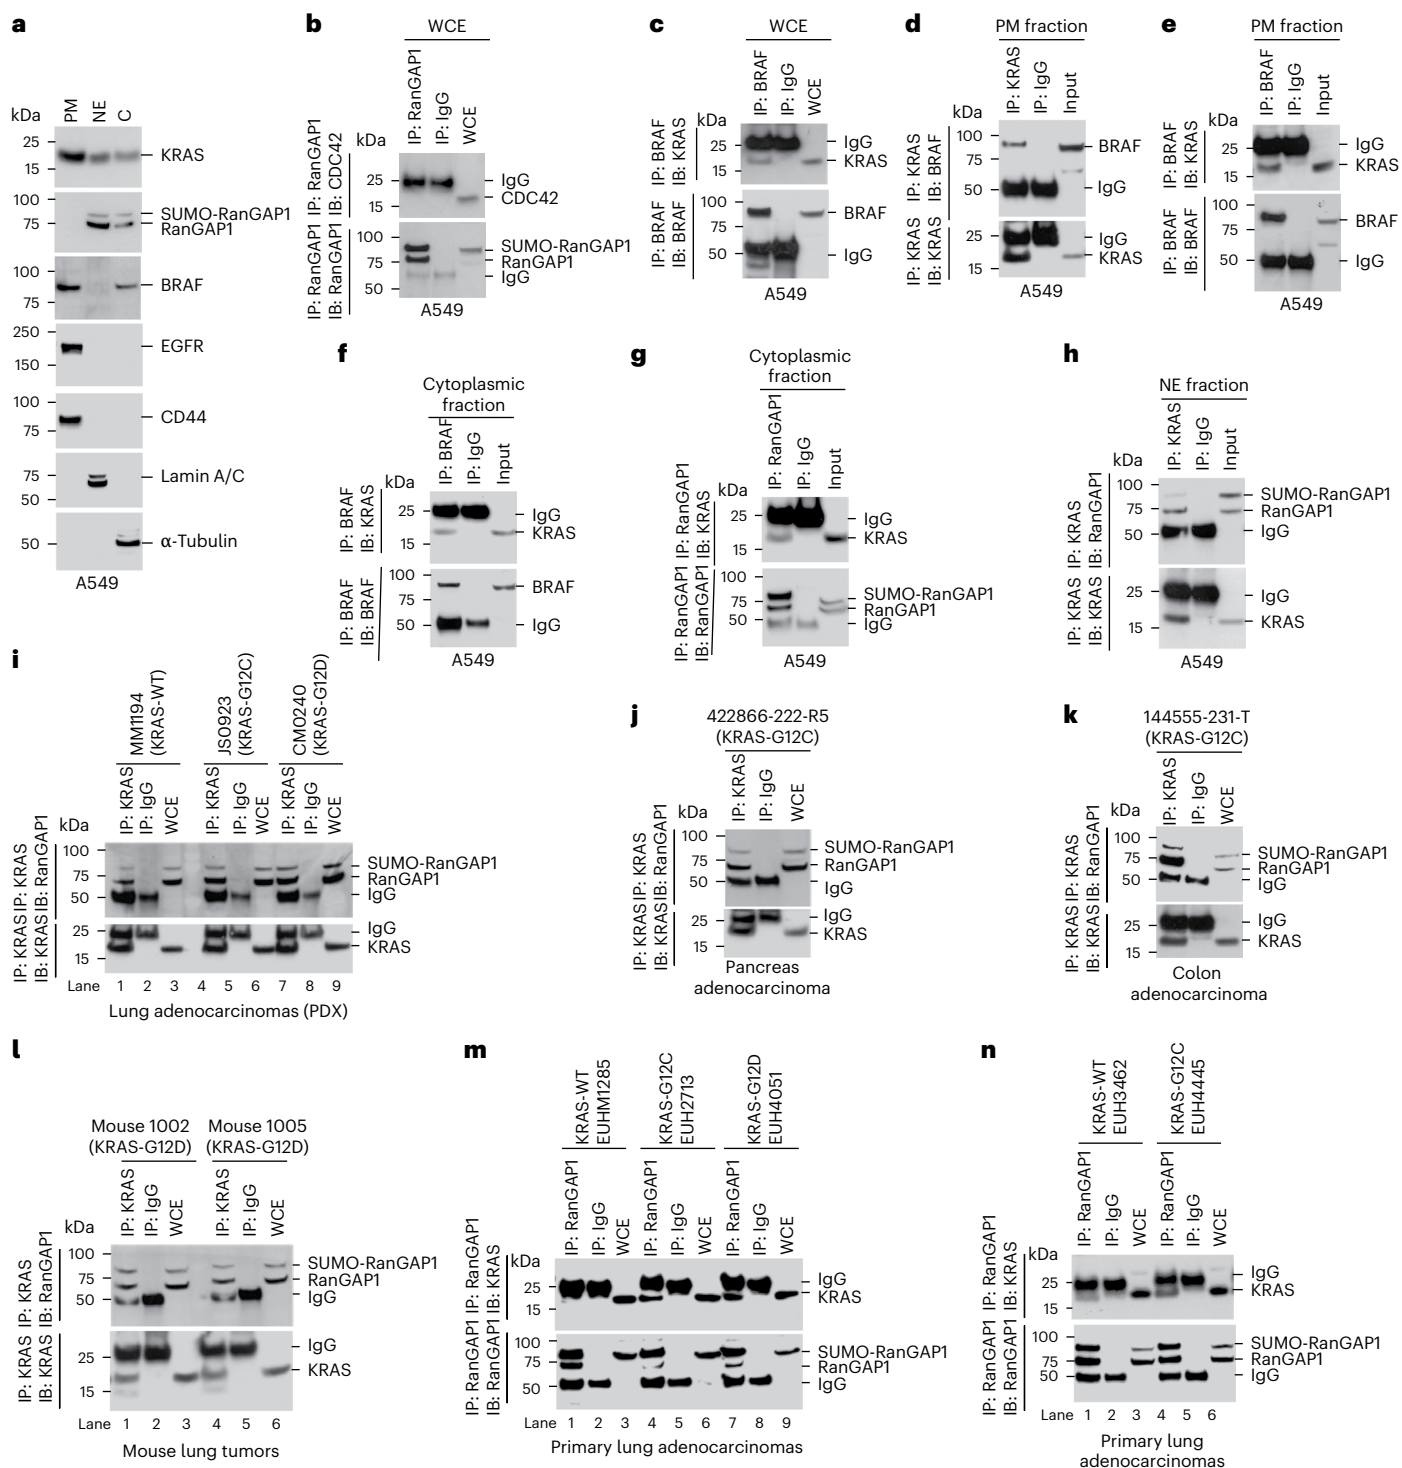 a
kDa
PM
NE
C
25
15
KRAS
100
75
SUMO-RanGAP1
RanGAP1
100
75
BRAF
250
150
EGFR
100
75
CD44
75
50
Lamin A/C
50
α-Tubulin
A549
b
WCE
IP: RanGAP1
IP: IgG
WCE
kDa
IP: RanGAP1
IB: CDC42
25
15
IgG
CDC42
IP: RanGAP1
IB: RanGAP1
100
75
50
SUMO-RanGAP1
RanGAP1
IgG
A549
c
WCE
IP: BRAF
IP: IgG
WCE
kDa
IP: BRAF
IB: KRAS
25
15
IgG
KRAS
IP: BRAF
IB: BRAF
100
75
50
BRAF
IgG
A549
d
PM fraction
IP: KRAS
IP: IgG
Input
kDa
IP: KRAS
IB: BRAF
100
75
50
BRAF
IgG
IP: KRAS
IB: KRAS
25
15
IgG
KRAS
A549
e
PM fraction
IP: BRAF
IP: IgG
Input
kDa
IP: BRAF
IB: KRAS
25
15
IgG
KRAS
IP: BRAF
IB: BRAF
100
75
50
BRAF
IgG
A549
f
Cytoplasmic
fraction
IP: BRAF
IP: IgG
Input
kDa
IP: BRAF
IB: KRAS
25
15
IgG
KRAS
IP: BRAF
IB: BRAF
100
75
50
BRAF
IgG
A549
g
Cytoplasmic
fraction
IP: RanGAP1
IP: IgG
Input
kDa
IP: RanGAP1
IB: KRAS
25
15
IgG
KRAS
IP: RanGAP1
IB: RanGAP1
100
75
50
SUMO-RanGAP1
RanGAP1
IgG
A549
h
NE fraction
IP: KRAS
IP: IgG
Input
kDa
IP: KRAS
IB: RanGAP1
100
75
50
SUMO-RanGAP1
RanGAP1
IgG
IP: KRAS
IB: KRAS
25
15
IgG
KRAS
A549
i
MM1194
(KRAS-WT)
JS0923
(KRAS-G12C)
CM0240
(KRAS-G12D)
IP: KRAS
IP: IgG
WCE
IP: KRAS
IP: IgG
WCE
IP: KRAS
IP: IgG
WCE
kDa
IP: KRAS
IB: RanGAP1
100
75
50
SUMO-RanGAP1
RanGAP1
IgG
IP: KRAS
IB: KRAS
25
15
IgG
KRAS
Lane 1 2 3 4 5 6 7 8 9
Lung adenocarcinomas (PDX)
j
422866-222-R5
(KRAS-G12C)
IP: KRAS
IP: IgG
WCE
kDa
IP: KRAS
IB: RanGAP1
100
75
50
SUMO-RanGAP1
RanGAP1
IgG
IP: KRAS
IB: KRAS
25
15
IgG
KRAS
Pancreas
adenocarcinoma
k
144555-231-T
(KRAS-G12C)
IP: KRAS
IP: IgG
WCE
kDa
IP: KRAS
IB: RanGAP1
100
75
50
SUMO-RanGAP1
RanGAP1
IgG
IP: KRAS
IB: KRAS
25
15
IgG
KRAS
Colon
adenocarcinoma
l
Mouse 1002
(KRAS-G12D)
Mouse 1005
(KRAS-G12D)
IP: KRAS
IP: IgG
WCE
IP: KRAS
IP: IgG
WCE
kDa
IP: KRAS
IB: RanGAP1
100
75
50
SUMO-RanGAP1
RanGAP1
IgG
IP: KRAS
IB: KRAS
25
15
IgG
KRAS
Lane 1 2 3 4 5 6
Mouse lung tumors
m
KRAS-WT
EUHM1285
KRAS-G12C
EUH2713
KRAS-G12D
EUH4051
IP: RanGAP1
IP: IgG
WCE
IP: RanGAP1
IP: IgG
WCE
IP: RanGAP1
IP: IgG
WCE
kDa
IP: RanGAP1
IB: KRAS
25
15
IgG
KRAS
IP: RanGAP1
IB: RanGAP1
100
75
50
SUMO-RanGAP1
RanGAP1
IgG
Lane 1 2 3 4 5 6 7 8 9
Primary lung adenocarcinomas
n
KRAS-WT
EUH3462
KRAS-G12C
EUH4445
IP: RanGAP1
IP: IgG
WCE
IP: RanGAP1
IP: IgG
WCE
kDa
IP: RanGAP1
IB: KRAS
25
15
IgG
KRAS
IP: RanGAP1
IB: RanGAP1
100
75
50
SUMO-RanGAP1
RanGAP1
IgG
Lane 1 2 3 4 5 6
Primary lung
adenocarcinomas